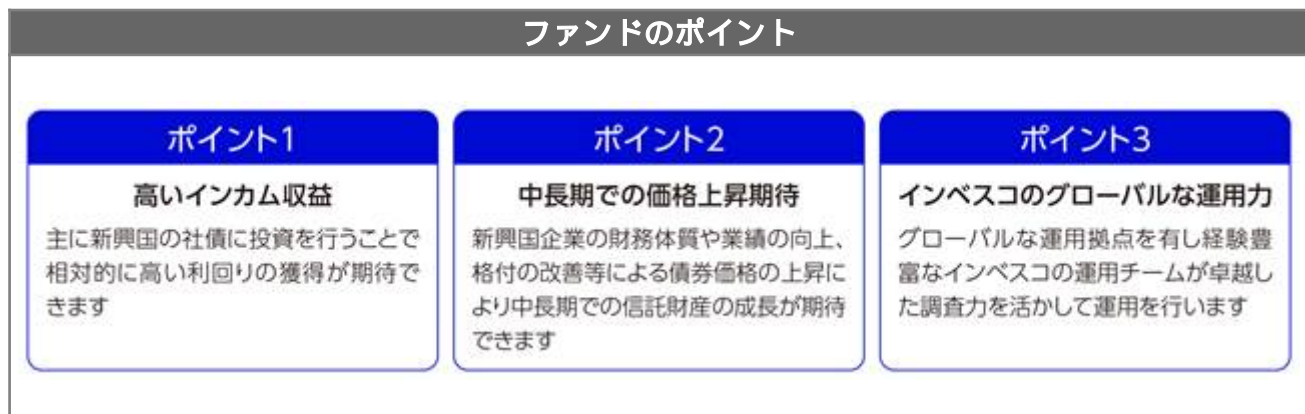 ファンドのポイント
ポイント1
高いインカム収益
主に新興国の社債に投資を行うことで
相対的に高い利回りの獲得が期待で
きます
ポイント2
中長期での価格上昇期待
新興国企業の財務体質や業績の向上、
格付の改善等による債券価格の上昇に
より中長期での信託財産の成長が期待
できます
ポイント3
インベスコのグローバルな運用力
グローバルな運用拠点を有し経験豊
富なインベスコの運用チームが卓越し
た調査力を活かして運用を行います